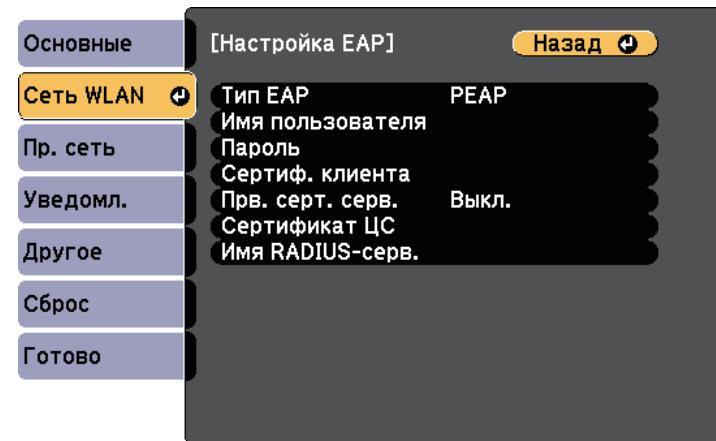 Основные
Сеть WLAN
Пр. сеть
Уведомл.
Другое
Сброс
Готово
[Настройка EAP]
Назад
Тип EAP PEAP
Имя пользователя
Пароль
Сертиф. клиента
Прв. серт. серв. Выкл.
Сертификат ЦС
Имя RADIUS-серв.